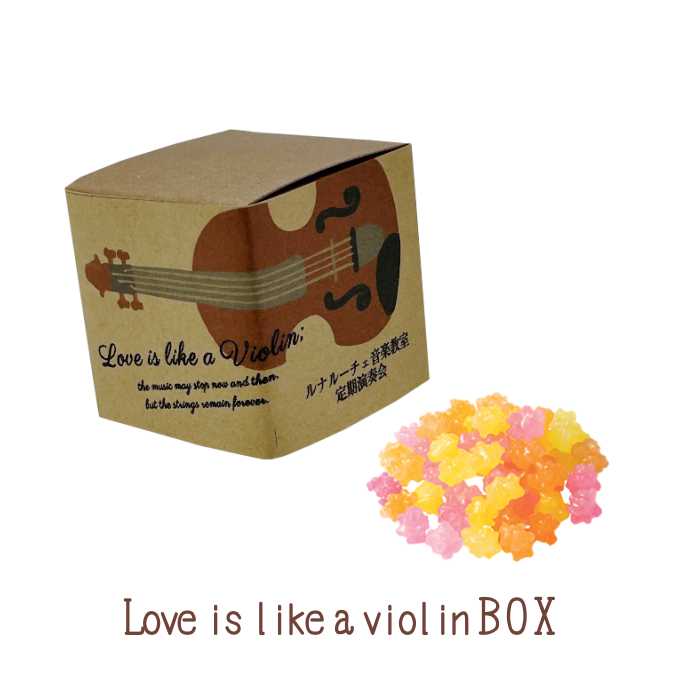 Love is like a Violin;
the music may stop now and then,
but the strings remain forever.
ルナルーチェ音楽教室
定期演奏会
Love is like a violin BOX